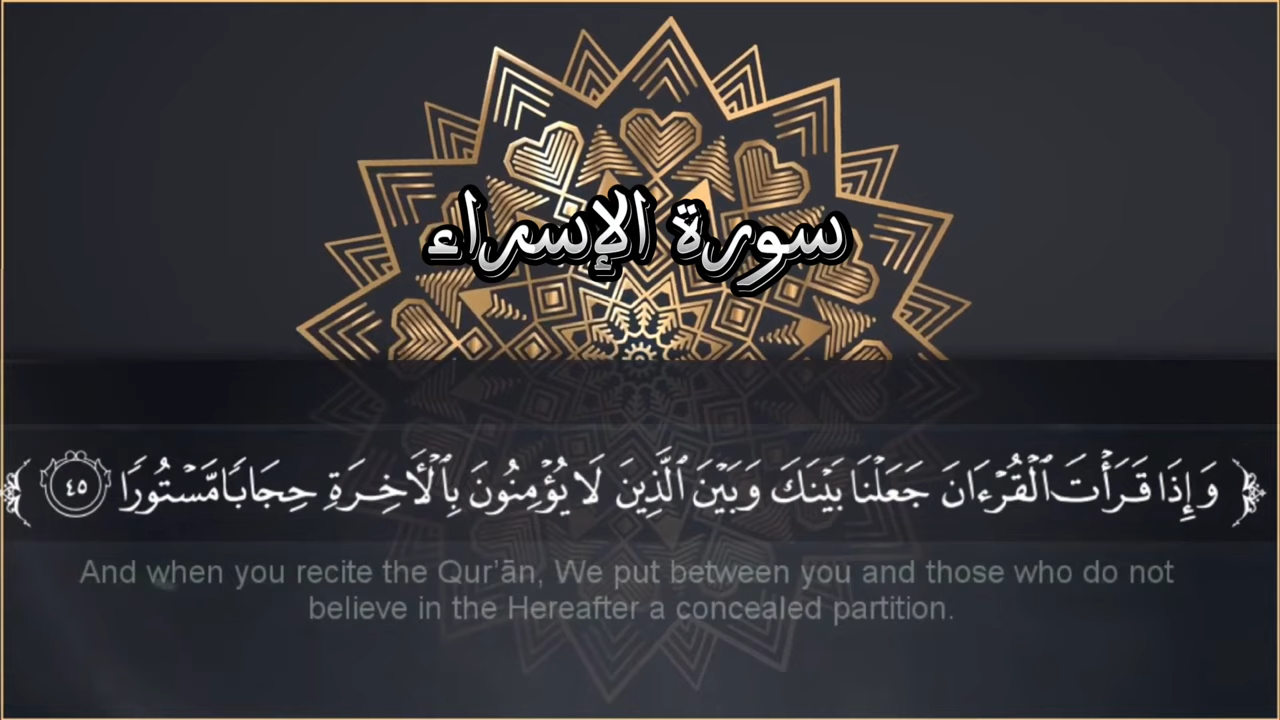 سورة الإسراء
﴿وَإِذَا قَرَأْتَ ٱلْقُرْءَانَ جَعَلْنَا بَيْنَكَ وَبَيْنَ ٱلَّذِينَ لَا يُؤْمِنُونَ بِٱلْأَخِرَةِ حِجَابًا مَّسْتُورًا ٤٥﴾
And when you recite the Qur'ān, We put between you and those who do not
believe in the Hereafter a concealed partition.